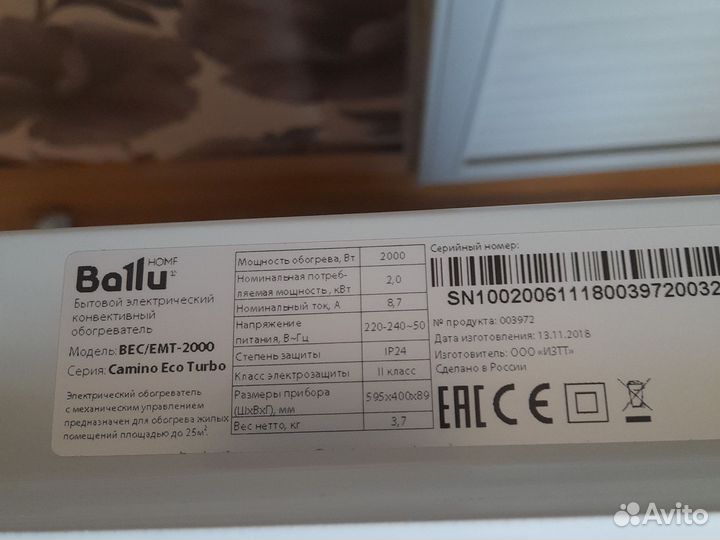 Ballu HOME
Бытовой электрический
конвективный
обогреватель
Модель: BEC/EMT-2000
Серия: Camino Eco Turbo
Электрический обогреватель
с механическим управлением
предназначен для обогрева жилых
помещений площадью до 25м².
Мощность обогрева, Вт 2000
Номинальная потреб-
ляемая мощность, кВт 2,0
Номинальный ток, А 8,7
Напряжение
питания, В~Гц 220-240~50
Степень защиты IP24
Класс электрозащиты II класс
Размеры прибора
(ШхВхГ), мм 595x400x89
Вес нетто, кг 3,7
Серийный номер:
SN100200611180039720032
№ продукта: 003972
Дата изготовления: 13.11.2018
Изготовитель: ООО «ИЗТТ»
Сделано в России
EAC CE
Avito